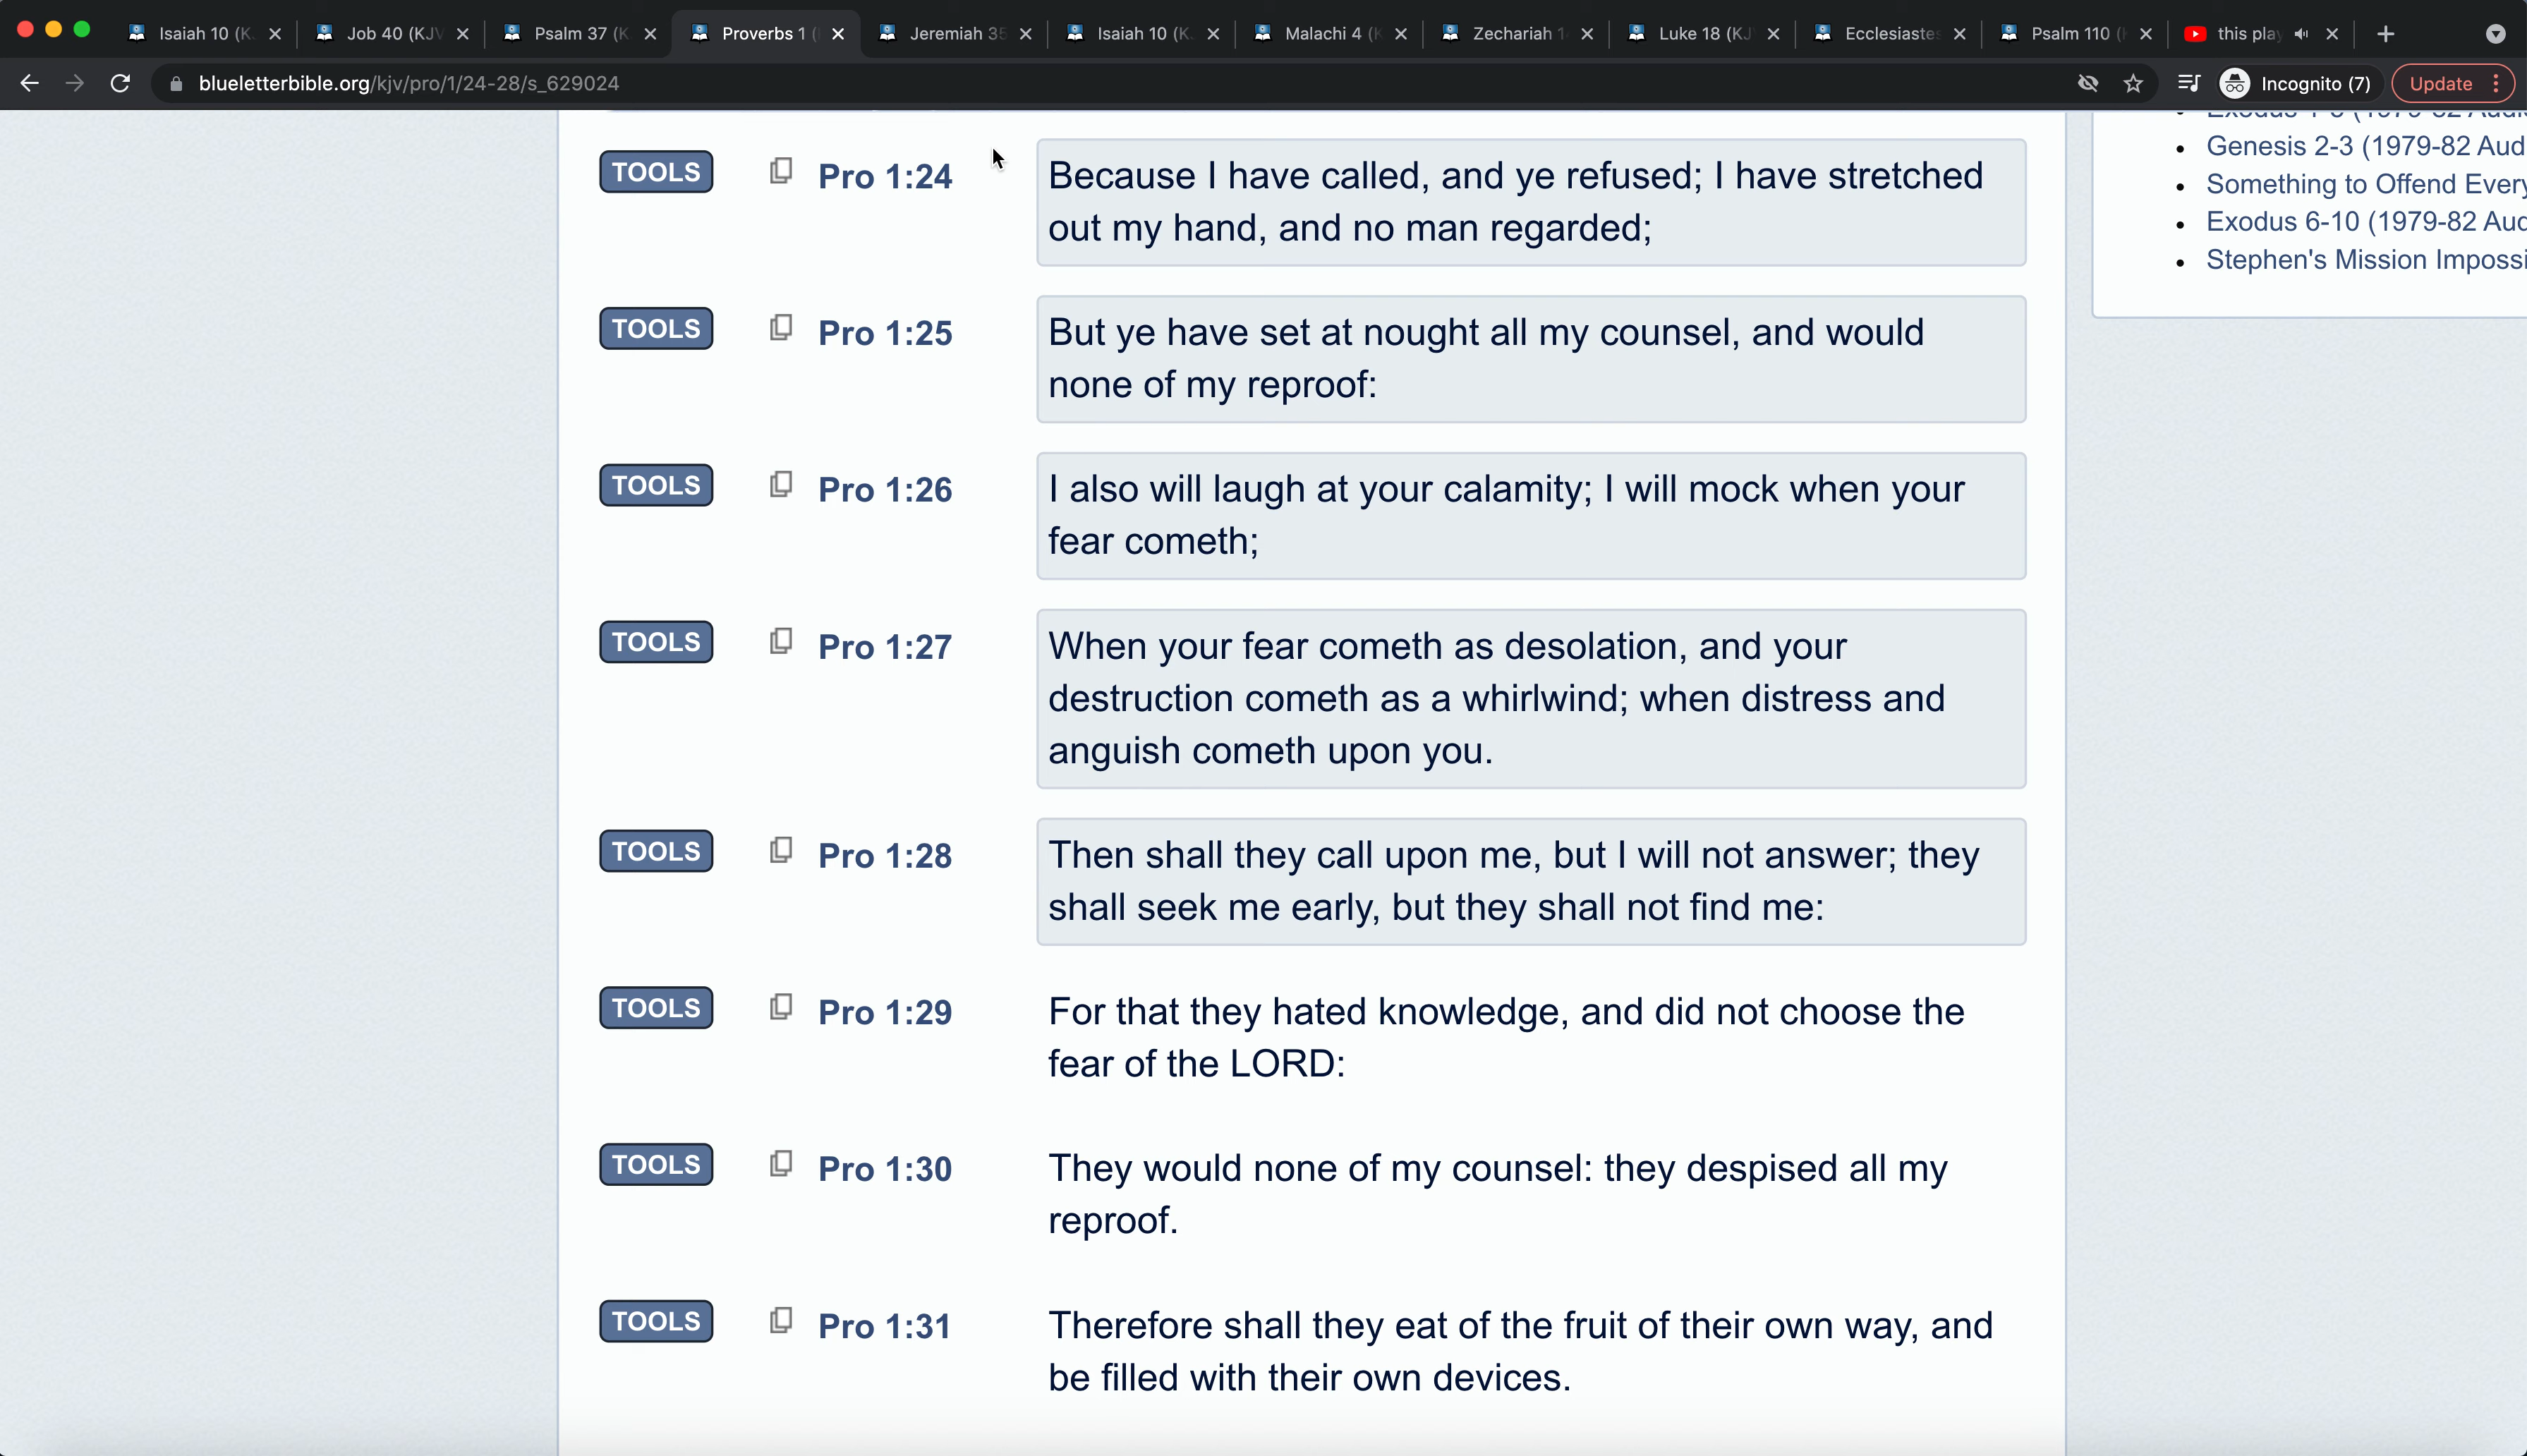 Isaiah 10 (K
Job 40 (KJV
Psalm 37 (K
Proverbs 1 (
Jeremiah 35
Isaiah 10 (K
Malachi 4 (K
Zechariah 1
Luke 18 (KJ
Ecclesiastes
Psalm 110 (
this play
blueletterbible.org/kjv/pro/1/24-28/s_629024
Incognito (7)
Update
Genesis 2-3 (1979-82 Aud
Something to Offend Every
Exodus 6-10 (1979-82 Aud
Stephen's Mission Impossi
TOOLS Pro 1:24 Because I have called, and ye refused; I have stretched
out my hand, and no man regarded;
TOOLS Pro 1:25 But ye have set at nought all my counsel, and would
none of my reproof:
TOOLS Pro 1:26 I also will laugh at your calamity; I will mock when your
fear cometh;
TOOLS Pro 1:27 When your fear cometh as desolation, and your
destruction cometh as a whirlwind; when distress and
anguish cometh upon you.
TOOLS Pro 1:28 Then shall they call upon me, but I will not answer; they
shall seek me early, but they shall not find me:
TOOLS Pro 1:29 For that they hated knowledge, and did not choose the
fear of the LORD:
TOOLS Pro 1:30 They would none of my counsel: they despised all my
reproof.
TOOLS Pro 1:31 Therefore shall they eat of the fruit of their own way, and
be filled with their own devices.